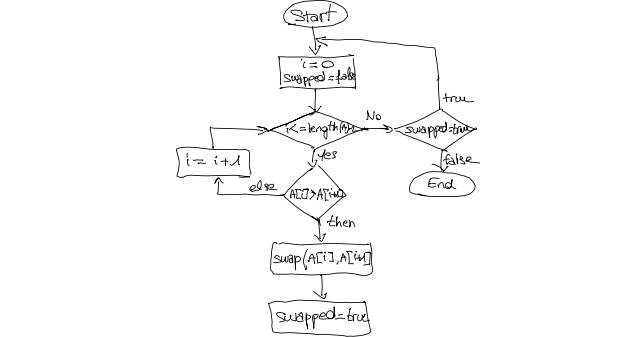 Start
i=0
swapped=false
i<=length(A)
No
swapped=true
true
false
End
yes
i= i+1
else
A[i]>A[i+1]
then
swap(A[i],A[i+1]
swapped=true